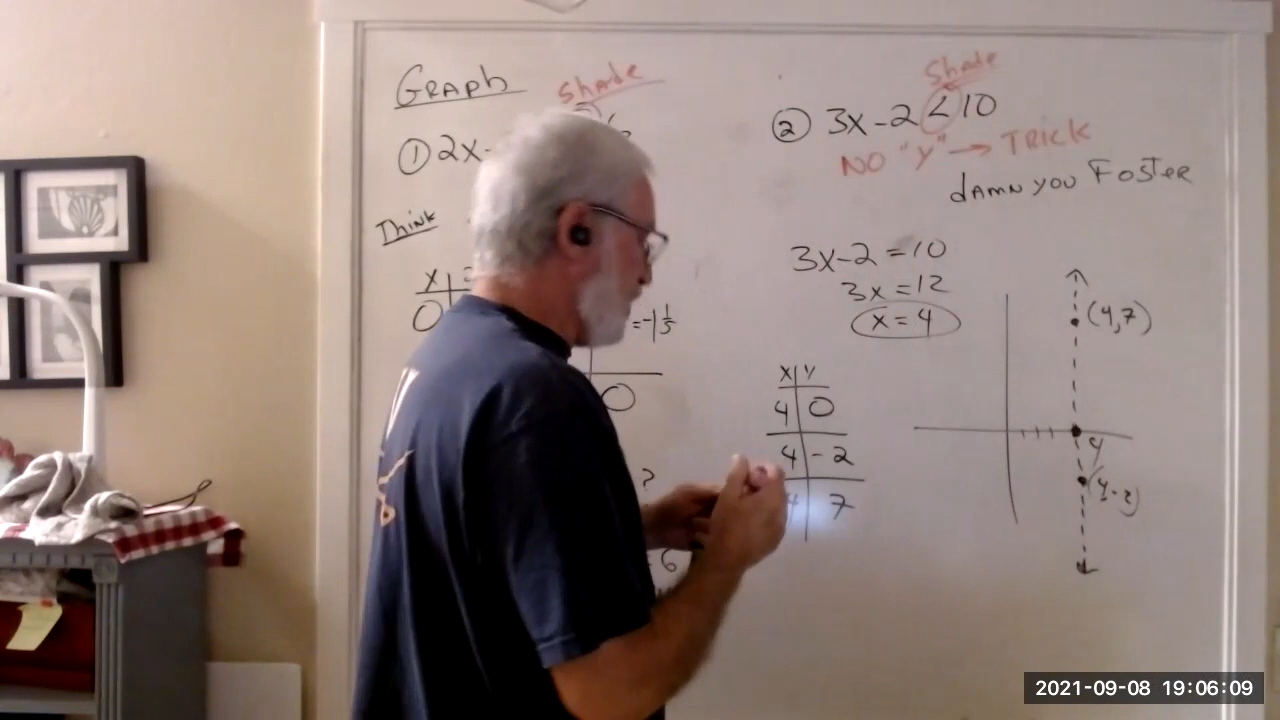 Graph
Shade
① 2x-
Think
x
0
= -1 1/5
0
?
6
Shade
② 3x-2 < 10
NO "y" → TRICK
damn you Foster
3x-2 = 10
3x = 12
x = 4
x | y
4 | 0
4 | -2
4 | 7
(4,7)
4
(4-2)
2021-09-08 19:06:09